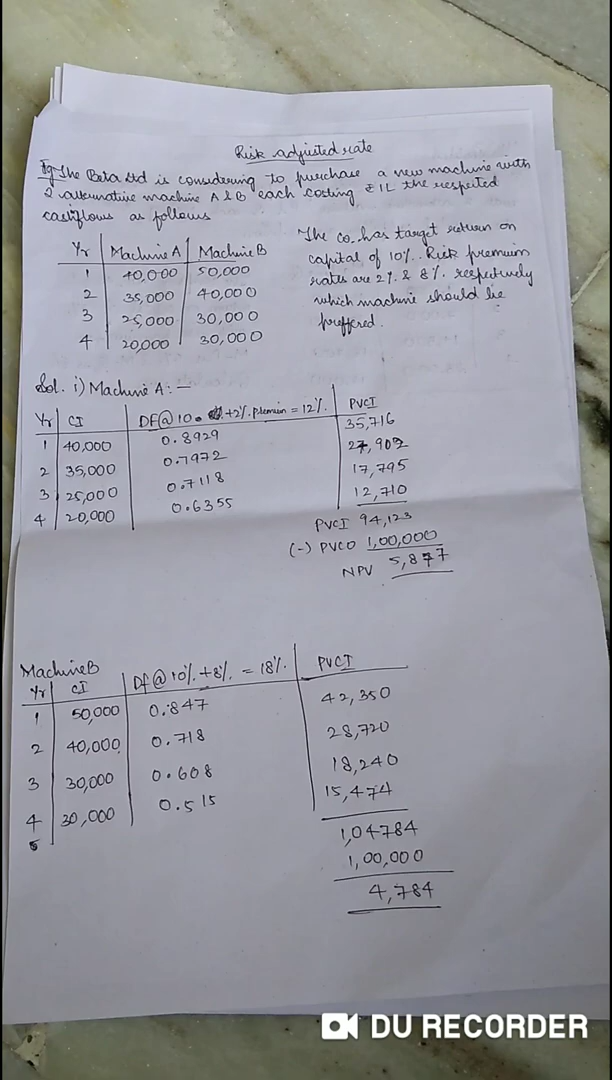 Risk adjusted rate
Eg The Beta Ltd is considering to purchase a new machine with
2 alternative machine A & B each costing ₹ 1L the respited
cashflows as follows
Yr Machine A Machine B
1 40,000 50,000
2 35,000 40,000
3 25,000 30,000
4 20,000 30,000
The co. has target return on
capital of 10%. Risk premium
rates are 2% & 8% respectively
which machine should be
preffered.
Sol. i) Machine A: —
Yr CI DF@ 10% +2% premium = 12% PVCI
1 40,000 0.8929 35,716
2 35,000 0.7972 27,902
3 25,000 0.7118 17,795
4 20,000 0.6355 12,710
PVCI 94,123
(-) PVCO 1,00,000
NPV 5,877
Machine B
Yr CI Df@ 10% +8% = 18% PVCI
1 50,000 0.847 42,350
2 40,000 0.718 28,720
3 30,000 0.608 18,240
4 30,000 0.515 15,474
5
1,04784
1,00,000
4,784
DU RECORDER